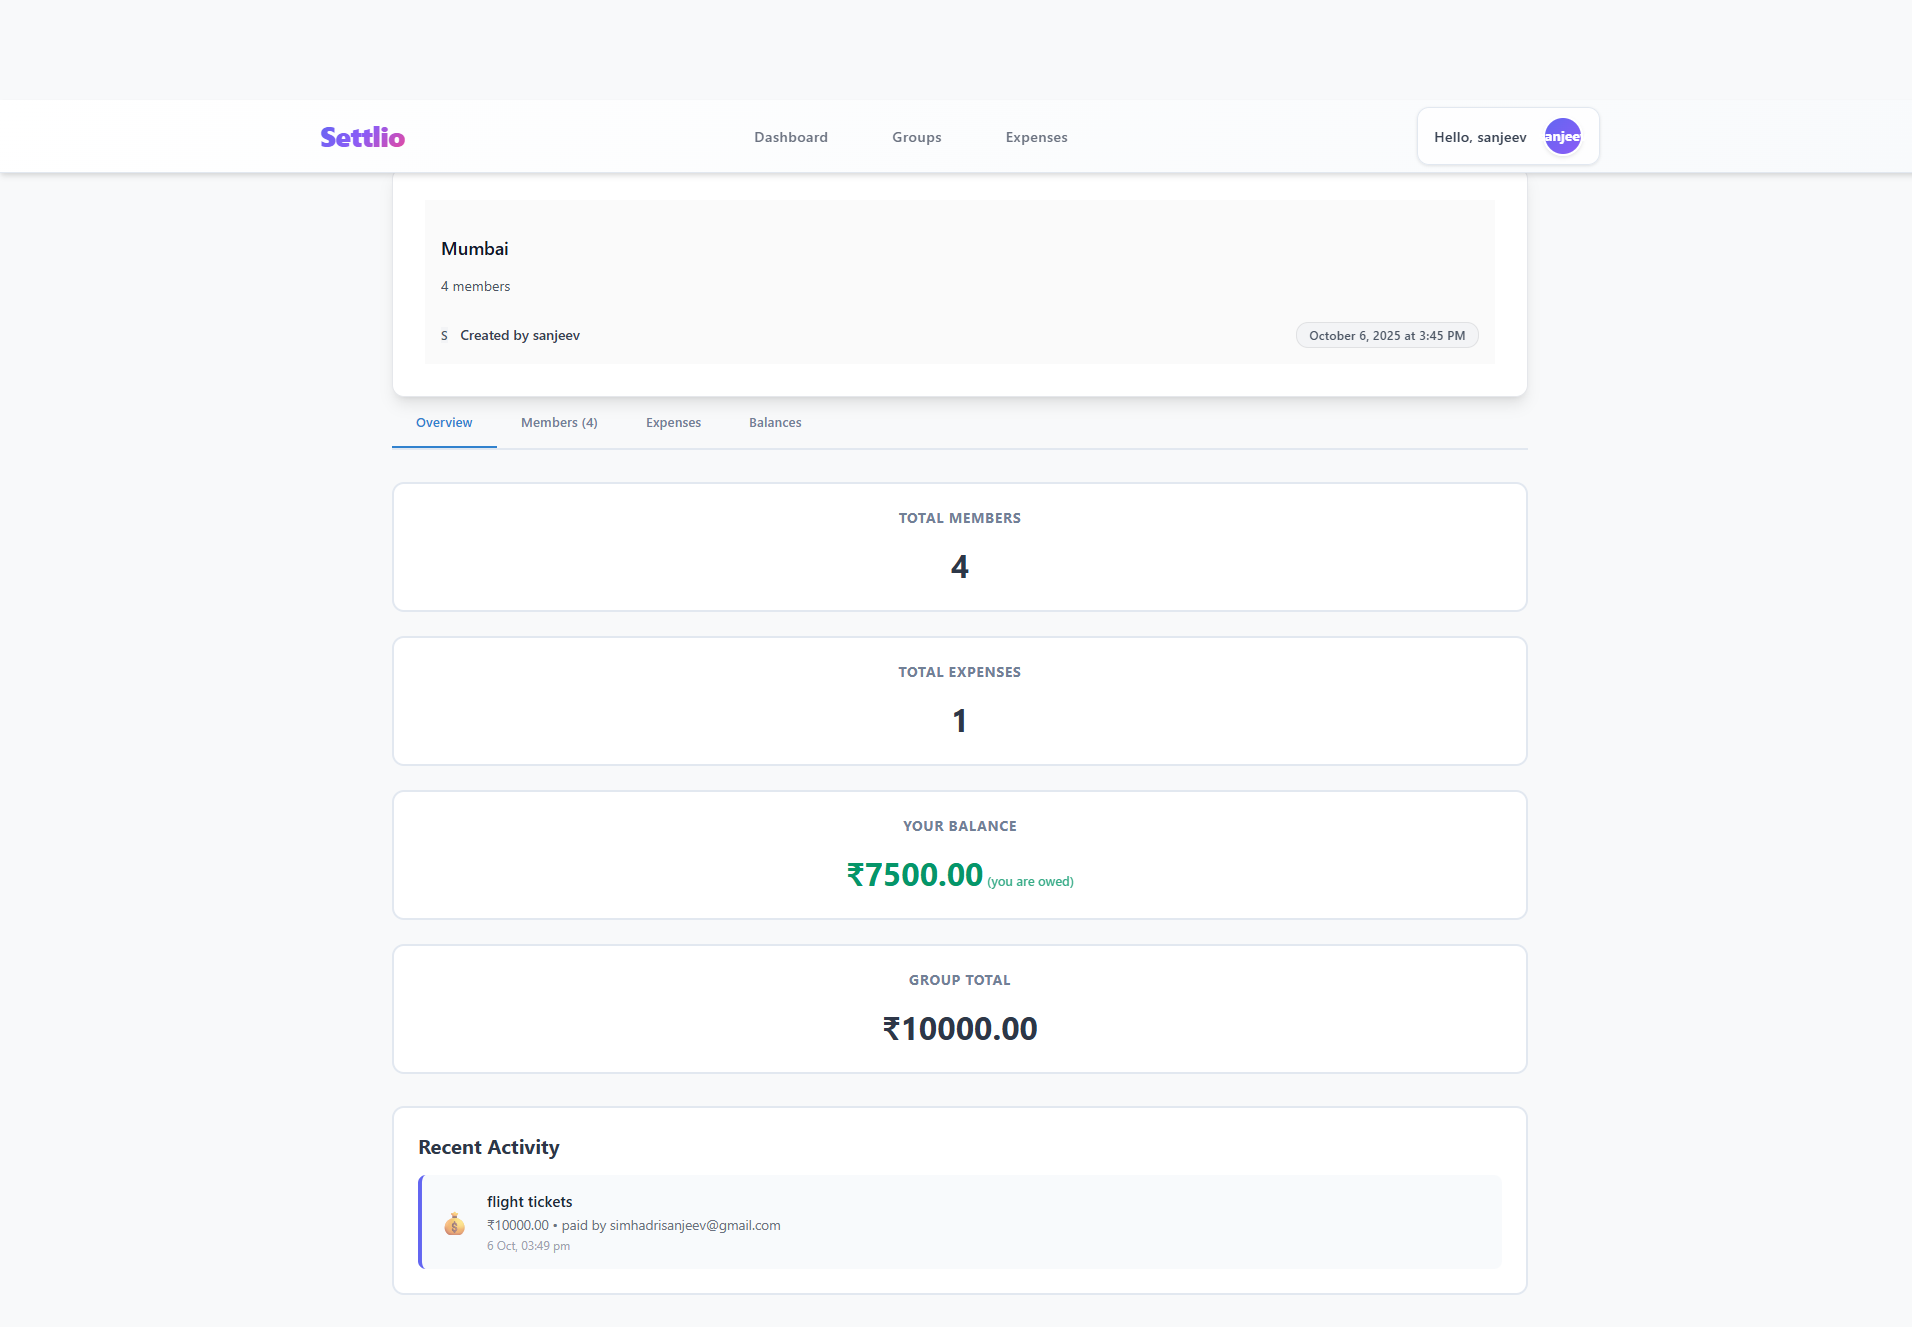 Settlio
Dashboard
Groups
Expenses
Hello, sanjeev
anjee
Mumbai
4 members
S Created by sanjeev
October 6, 2025 at 3:45 PM
Overview
Members (4)
Expenses
Balances
TOTAL MEMBERS
4
TOTAL EXPENSES
1
YOUR BALANCE
₹7500.00 (you are owed)
GROUP TOTAL
₹10000.00
Recent Activity
flight tickets
₹10000.00 • paid by simhadrisanjeev@gmail.com
6 Oct, 03:49 pm